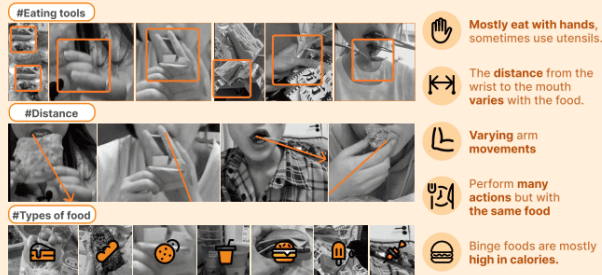 #Eating tools
#Distance
#Types of food
Mostly eat with hands,
sometimes use utensils.
The distance from the
wrist to the mouth
varies with the food.
Varying arm
movements
Perform many
actions but with
the same food
Binge foods are mostly
high in calories.